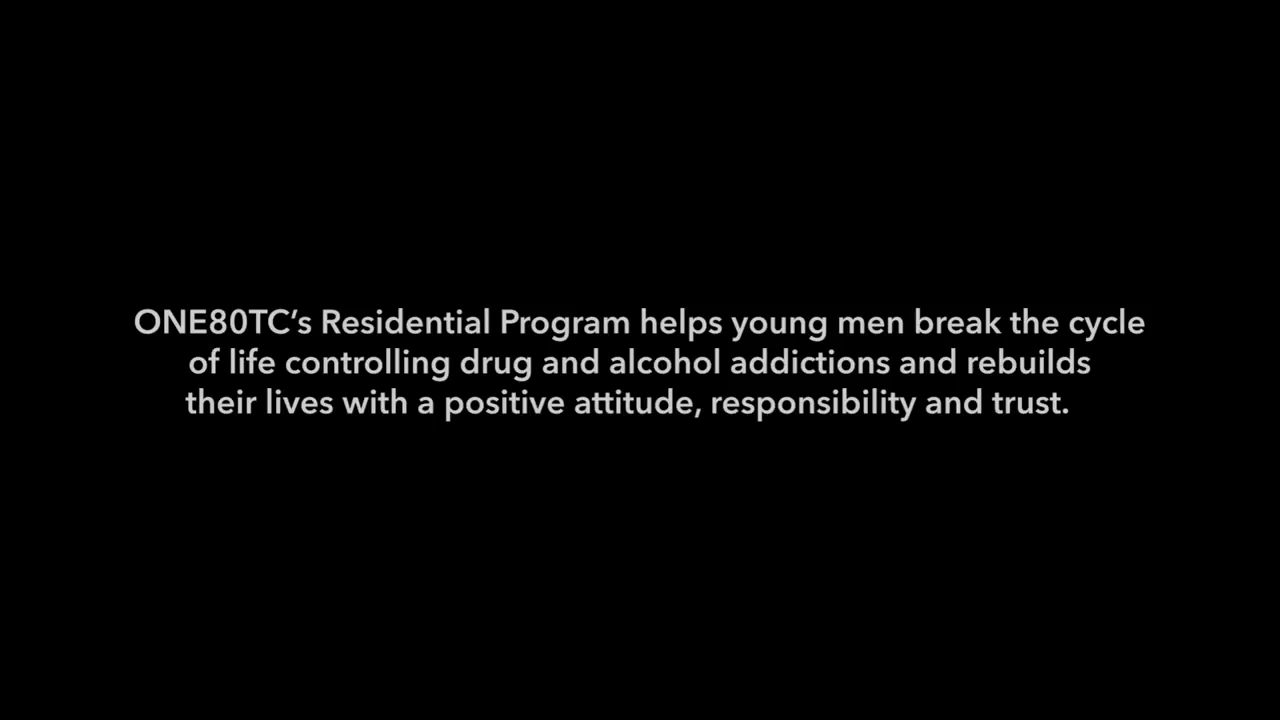 ONE80TC’s Residential Program helps young men break the cycle
of life controlling drug and alcohol addictions and rebuilds
their lives with a positive attitude, responsibility and trust.